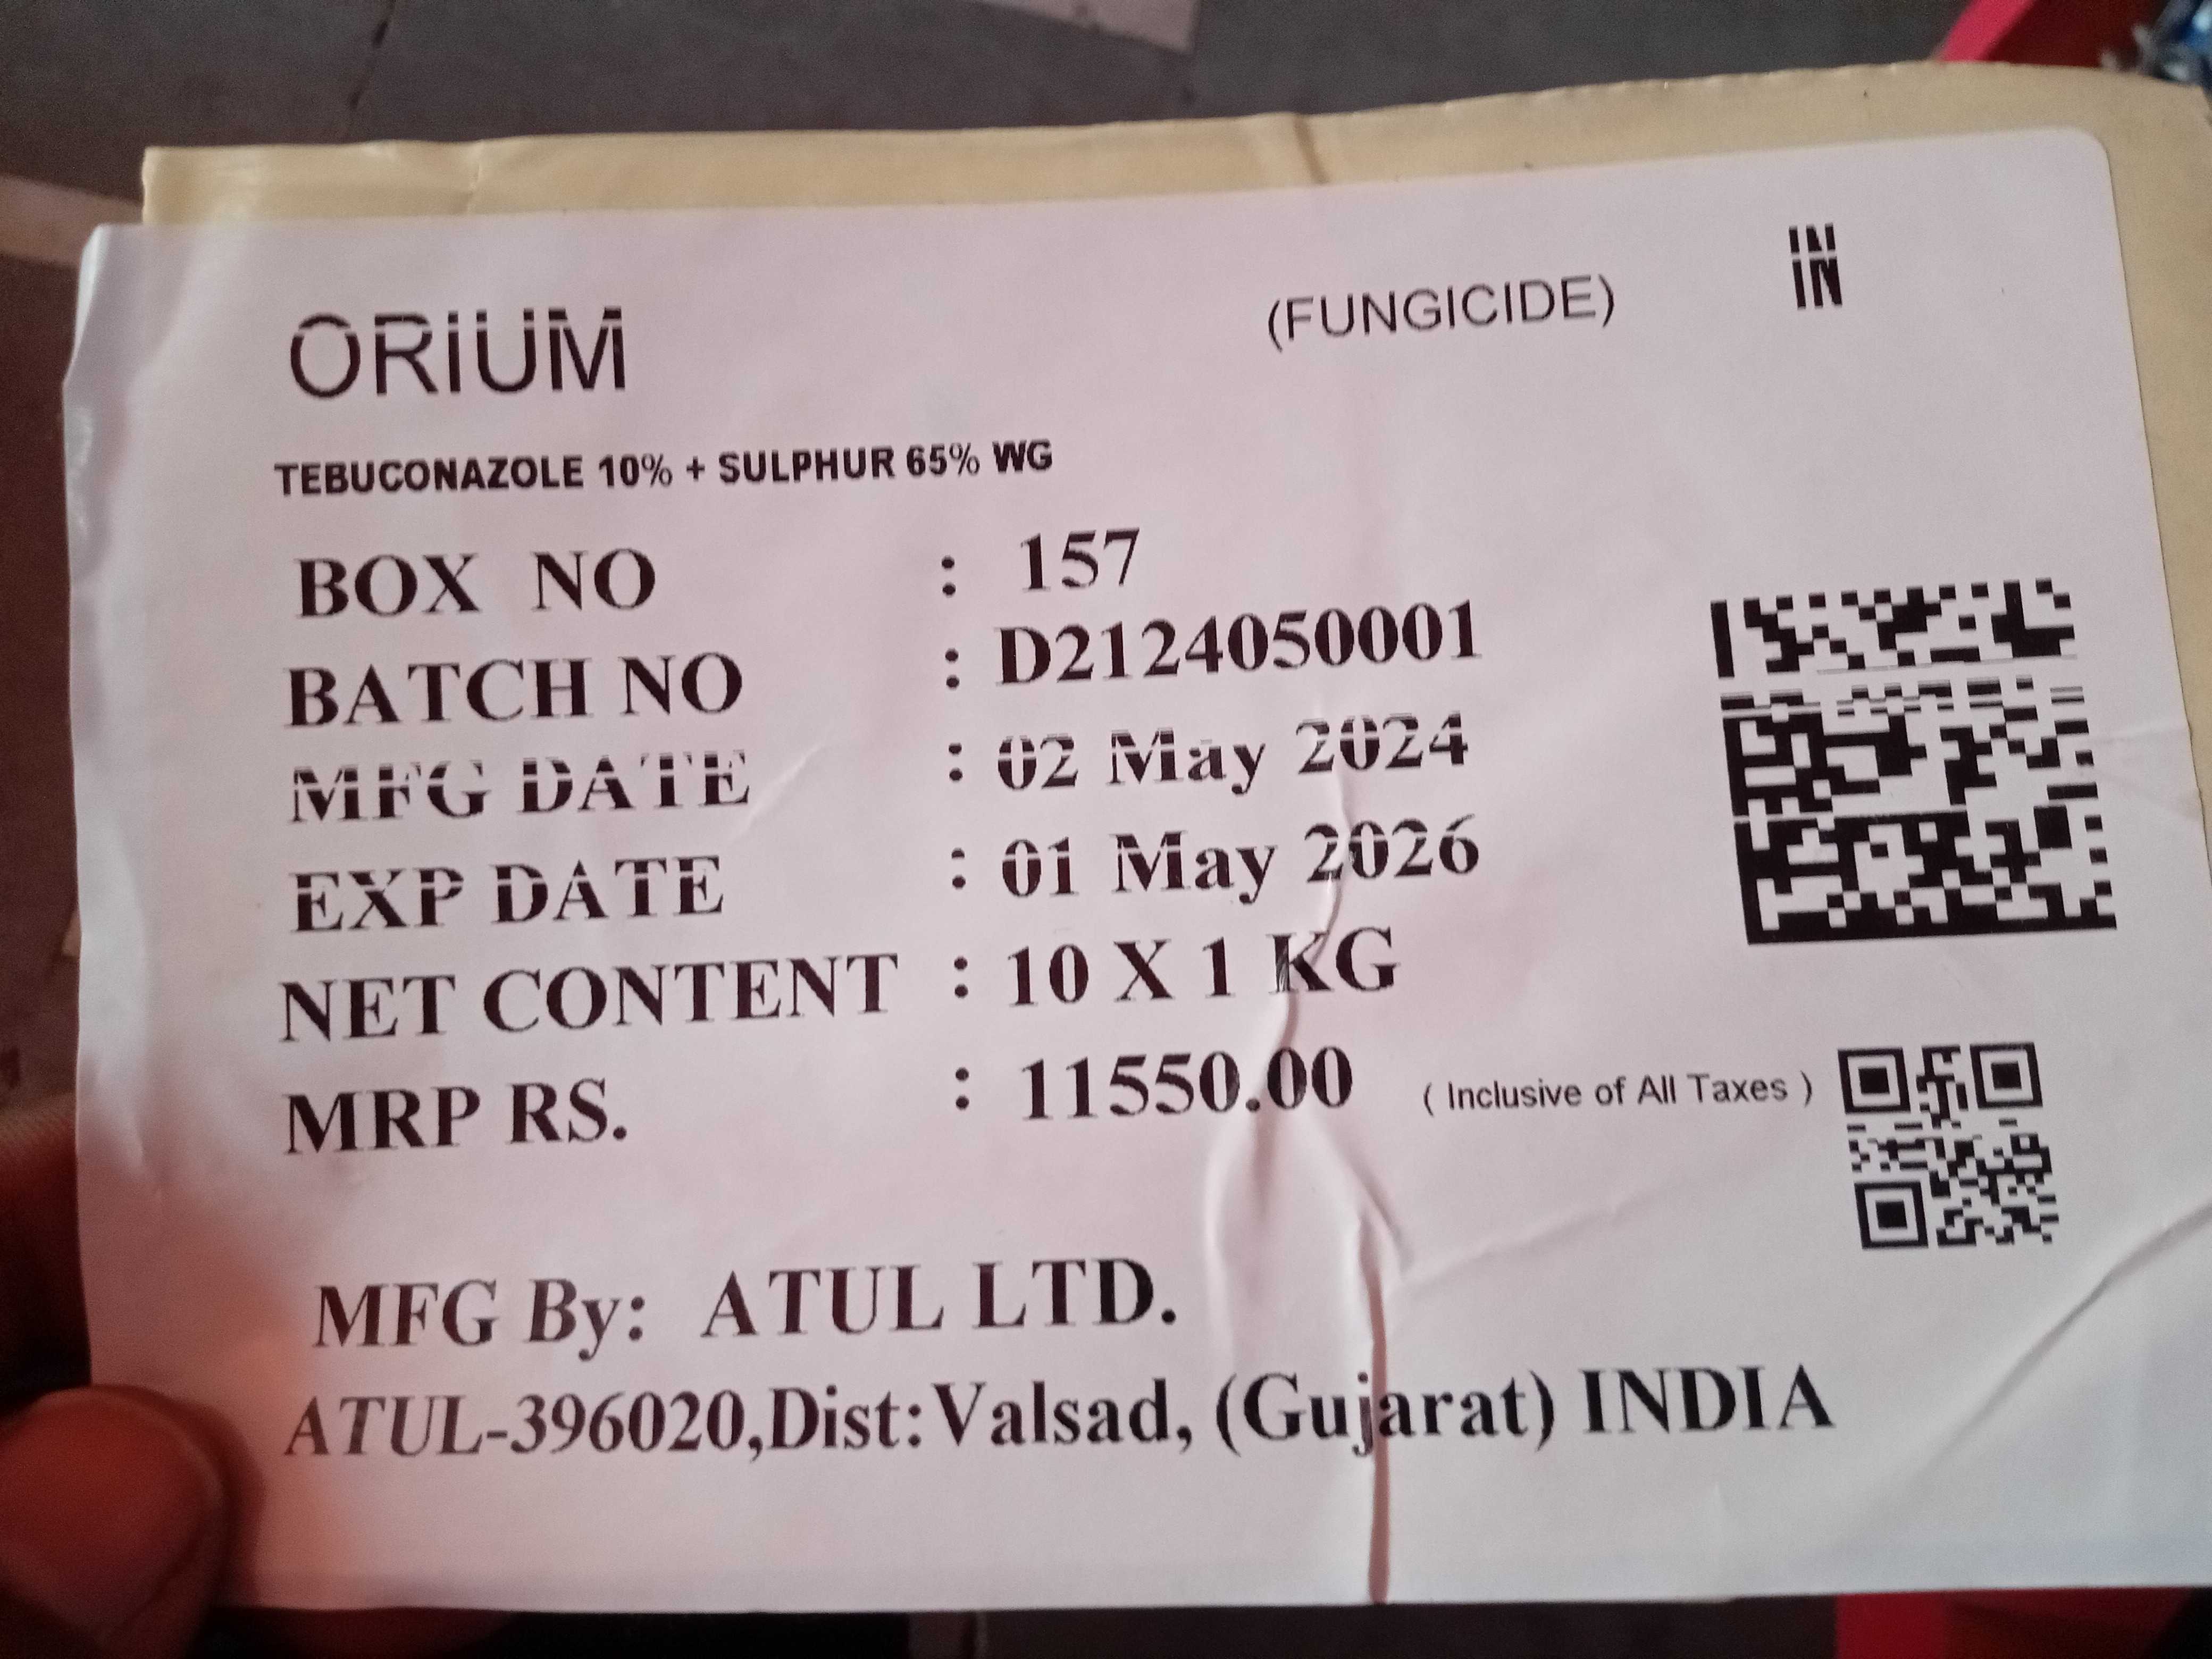 ORIUM (FUNGICIDE) IN
IN
TEBUCONAZOLE 10% + SULPHUR 65% WG
BOX NO : 157
BATCH NO : D2124050001
MFG DATE : 02 May 2024
EXP DATE : 01 May 2026
NET CONTENT : 10 X 1 KG
MRP RS. : 11550.00 ( Inclusive of All Taxes )
MFG By: ATUL LTD.
ATUL-396020,Dist:Valsad, (Gujarat) INDIA